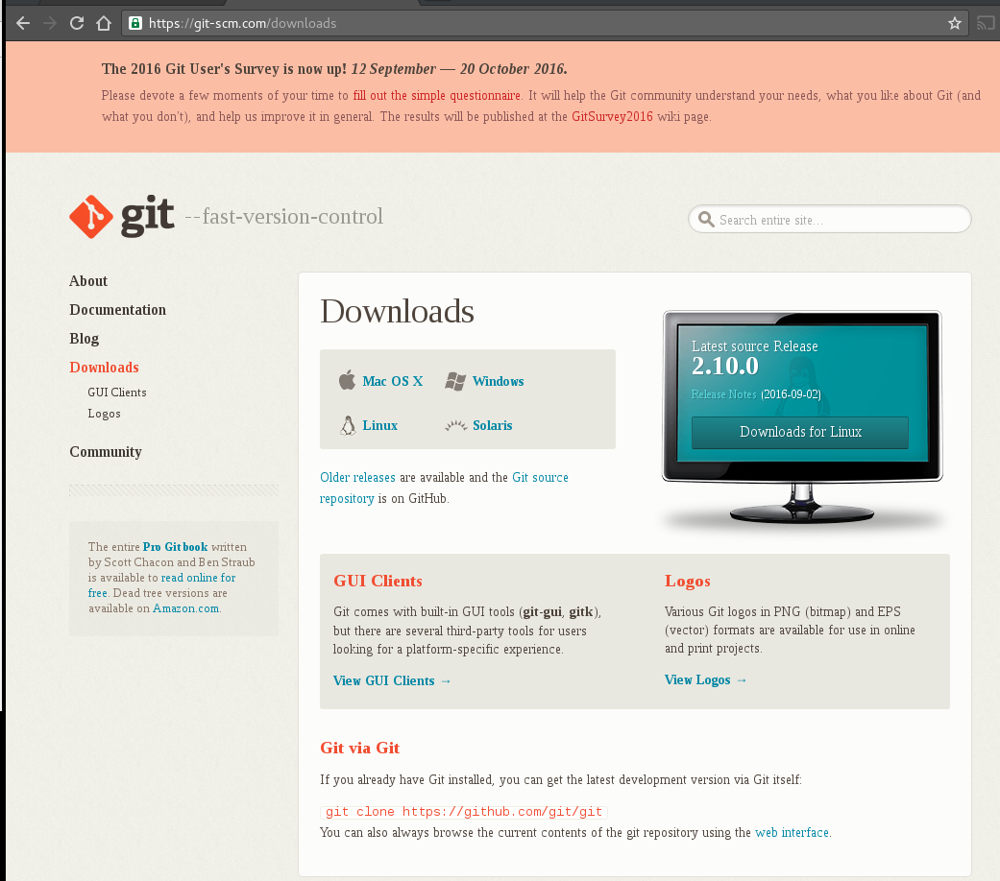 https://git-scm.com/downloads
The 2016 Git User's Survey is now up! 12 September — 20 October 2016.
Please devote a few moments of your time to fill out the simple questionnaire. It will help the Git community understand your needs, what you like about Git (and
what you don't), and help us improve it in general. The results will be published at the GitSurvey2016 wiki page.
git --fast-version-control
Search entire site...
About
Documentation
Blog
Downloads
GUI Clients
Logos
Community
The entire Pro Git book written
by Scott Chacon and Ben Straub
is available to read online for
free. Dead tree versions are
available on Amazon.com.
Downloads
Mac OS X Windows
Linux Solaris
Older releases are available and the Git source
repository is on GitHub.
Latest source Release
2.10.0
Release Notes (2016-09-02)
Downloads for Linux
GUI Clients
Git comes with built-in GUI tools (git-gui, gitk),
but there are several third-party tools for users
looking for a platform-specific experience.
View GUI Clients →
Logos
Various Git logos in PNG (bitmap) and EPS
(vector) formats are available for use in online
and print projects.
View Logos →
Git via Git
If you already have Git installed, you can get the latest development version via Git itself:
git clone https://github.com/git/git
You can also always browse the current contents of the git repository using the web interface.